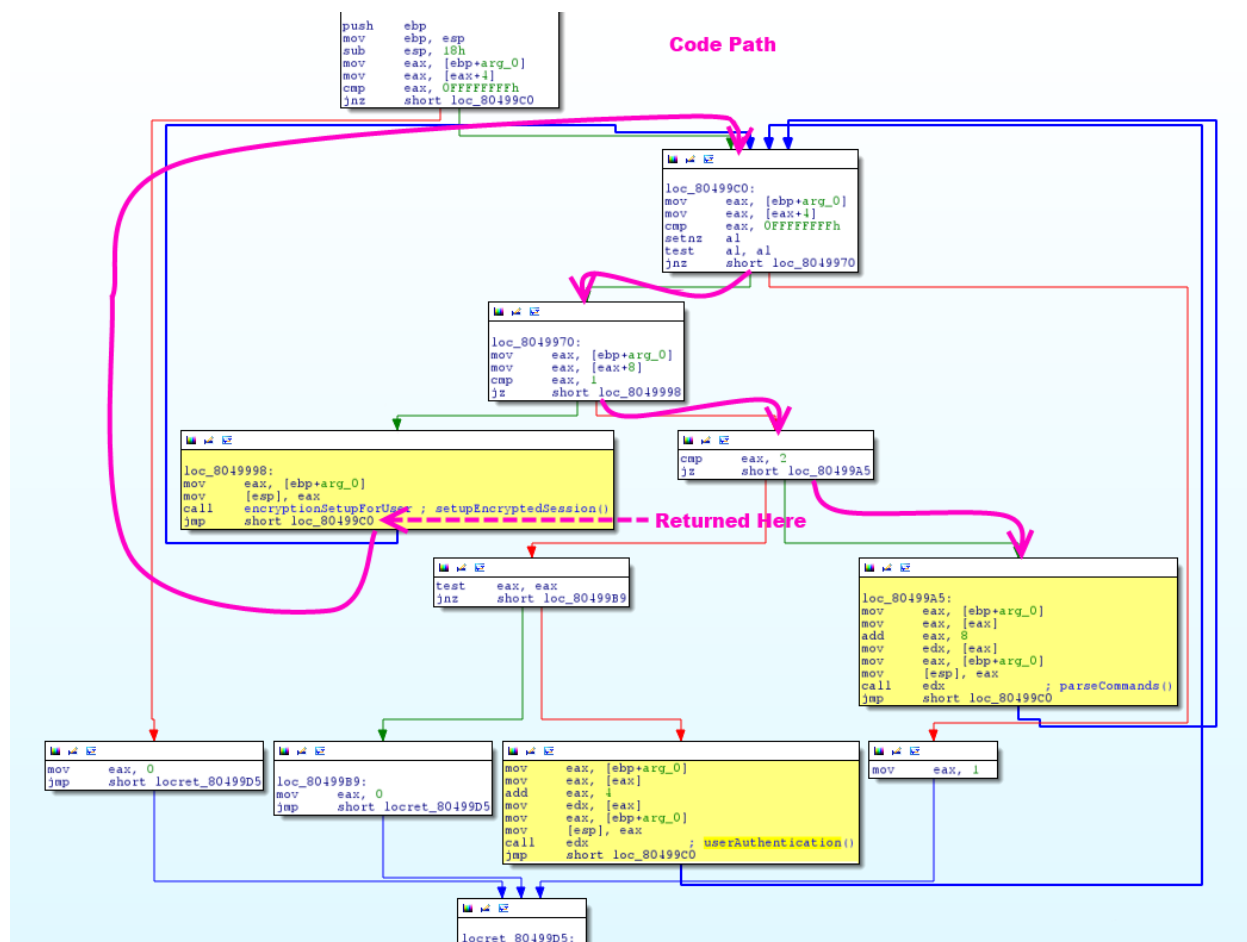 push    ebp
mov     ebp, esp
sub     esp, 18h
mov     eax, [ebp+arg_0]
mov     eax, [eax+4]
cmp     eax, 0FFFFFFFFh
jnz     short loc_80499C0
Code Path
loc_80499C0:
mov     eax, [ebp+arg_0]
mov     eax, [eax+4]
cmp     eax, 0FFFFFFFFh
setnz   al
test    al, al
jnz     short loc_8049970
loc_8049970:
mov     eax, [ebp+arg_0]
mov     eax, [eax+8]
cmp     eax, 1
jz      short loc_8049998
loc_8049998:
mov     eax, [ebp+arg_0]
mov     [esp], eax
call    encryptionSetupForUser ; setupEncryptedSession()
jmp     short loc_80499C0
Returned Here
cmp     eax, 2
jz      short loc_80499A5
test    eax, eax
jnz     short loc_80499B9
loc_80499A5:
mov     eax, [ebp+arg_0]
mov     eax, [eax]
add     eax, 8
mov     edx, [eax]
mov     eax, [ebp+arg_0]
mov     [esp], eax
call    edx             ; parseCommands()
jmp     short loc_80499C0
mov     eax, 0
jmp     short locret_80499D5
loc_80499B9:
mov     eax, 0
jmp     short locret_80499D5
mov     eax, [ebp+arg_0]
mov     eax, [eax]
add     eax, 4
mov     edx, [eax]
mov     eax, [ebp+arg_0]
mov     [esp], eax
call    edx             ; userAuthentication()
jmp     short loc_80499C0
mov     eax, 1
locret_80499D5: